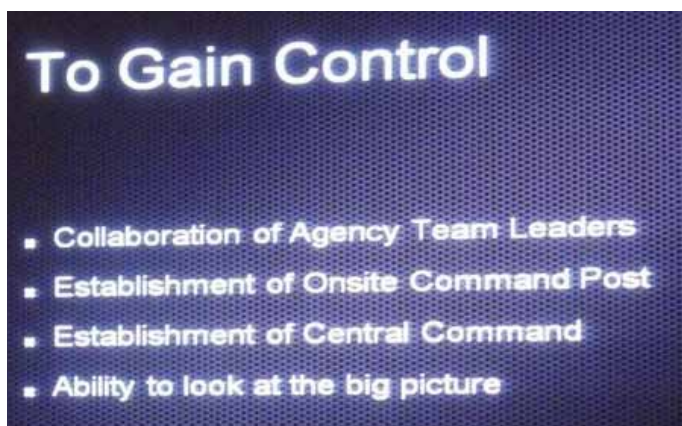 To Gain Control
▪ Collaboration of Agency Team Leaders
▪ Establishment of Onsite Command Post
▪ Establishment of Central Command
▪ Ability to look at the big picture